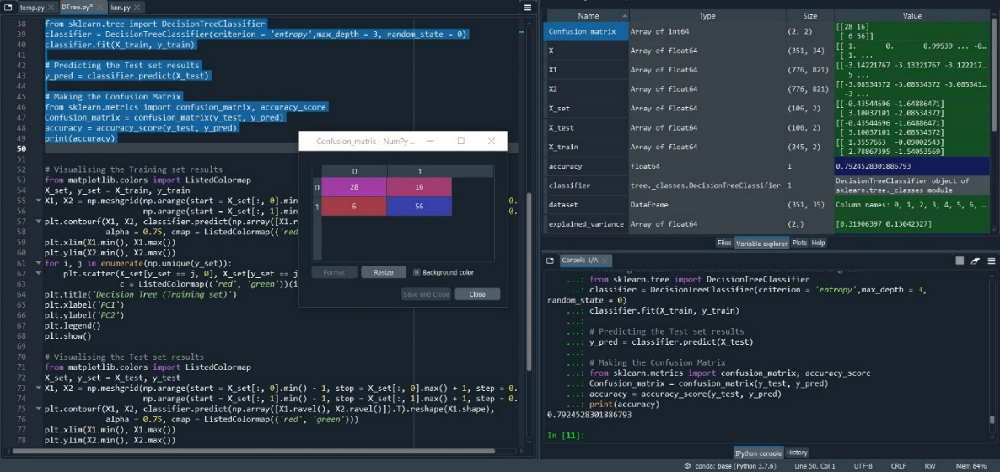 temp.py
DTree.py*
knn.py
38 from sklearn.tree import DecisionTreeClassifier
39 classifier = DecisionTreeClassifier(criterion = 'entropy',max_depth = 3, random_state = 0)
40 classifier.fit(X_train, y_train)
41
42 # Predicting the Test set results
43 y_pred = classifier.predict(X_test)
44
45 # Making the Confusion Matrix
46 from sklearn.metrics import confusion_matrix, accuracy_score
47 Confusion_matrix = confusion_matrix(y_test, y_pred)
48 accuracy = accuracy_score(y_test, y_pred)
49 print(accuracy)
50
51
52 # Visualising the Training set results
53 from matplotlib.colors import ListedColormap
54 X_set, y_set = X_train, y_train
55 X1, X2 = np.meshgrid(np.arange(start = X_set[:, 0].min 0.
56 np.arange(start = X_set[:, 1].min 0.
57 plt.contourf(X1, X2, classifier.predict(np.array([X1.r
58 alpha = 0.75, cmap = ListedColormap(('red
59 plt.xlim(X1.min(), X1.max())
60 plt.ylim(X2.min(), X2.max())
61 for i, j in enumerate(np.unique(y_set)):
62 plt.scatter(X_set[y_set == j, 0], X_set[y_set == j
63 c = ListedColormap(('red', 'green'))(i
64 plt.title('Decision Tree (Training set)')
65 plt.xlabel('PC1')
66 plt.ylabel('PC2')
67 plt.legend()
68 plt.show()
69
70 # Visualising the Test set results
71 from matplotlib.colors import ListedColormap
72 X_set, y_set = X_test, y_test
73 X1, X2 = np.meshgrid(np.arange(start = X_set[:, 0].min() - 1, stop = X_set[:, 0].max() + 1, step = 0.
74 np.arange(start = X_set[:, 1].min() - 1, stop = X_set[:, 1].max() + 1, step = 0.
75 plt.contourf(X1, X2, classifier.predict(np.array([X1.ravel(), X2.ravel()]).T).reshape(X1.shape),
76 alpha = 0.75, cmap = ListedColormap(('red', 'green')))
77 plt.xlim(X1.min(), X1.max())
78 plt.ylim(X2.min(), X2.max())
Confusion_matrix - NumPy ...
0 1
0 28 16
1 6 56
Format Resize Background color
Save and Close Close
Name Type Size Value
Confusion_matrix Array of int64 (2, 2) [[28 16]
[ 6 56]]
X Array of float64 (351, 34) [[ 1. 0. 0.99539 ... -0…
[ 1. ...
X1 Array of float64 (776, 821) [[-3.14221767 -3.13221767 -3.122217…
5 ...
X2 Array of float64 (776, 821) [[-3.08534372 -3.08534372 -3.085343…
-3 ...
X_set Array of float64 (106, 2) [[-0.43544696 -1.64886471]
[ 3.10037101 -2.08534372]
X_test Array of float64 (106, 2) [[-0.43544696 -1.64886471]
[ 3.10037101 -2.08534372]
X_train Array of float64 (245, 2) [[ 1.3557663 -0.09002543]
[ 2.78867395 -1.54053569]
accuracy float64 1 0.7924528301886793
classifier tree._classes.DecisionTreeClassifier 1 DecisionTreeClassifier object of
sklearn.tree._classes module
dataset DataFrame (351, 35) Column names: 0, 1, 2, 3, 4, 5, 6, …
explained_variance Array of float64 (2,) [0.31906397 0.13042327]
Files Variable explorer Plots Help
Console 1/A
...: from sklearn.tree import DecisionTreeClassifier
...: classifier = DecisionTreeClassifier(criterion = 'entropy',max_depth = 3,
random_state = 0)
...: classifier.fit(X_train, y_train)
...:
...: # Predicting the Test set results
...: y_pred = classifier.predict(X_test)
...:
...: # Making the Confusion Matrix
...: from sklearn.metrics import confusion_matrix, accuracy_score
...: Confusion_matrix = confusion_matrix(y_test, y_pred)
...: accuracy = accuracy_score(y_test, y_pred)
...: print(accuracy)
0.7924528301886793
In [11]:
IPython console History
conda: base (Python 3.7.6) Line 50, Col 1 UTF-8 CRLF RW Mem 84%